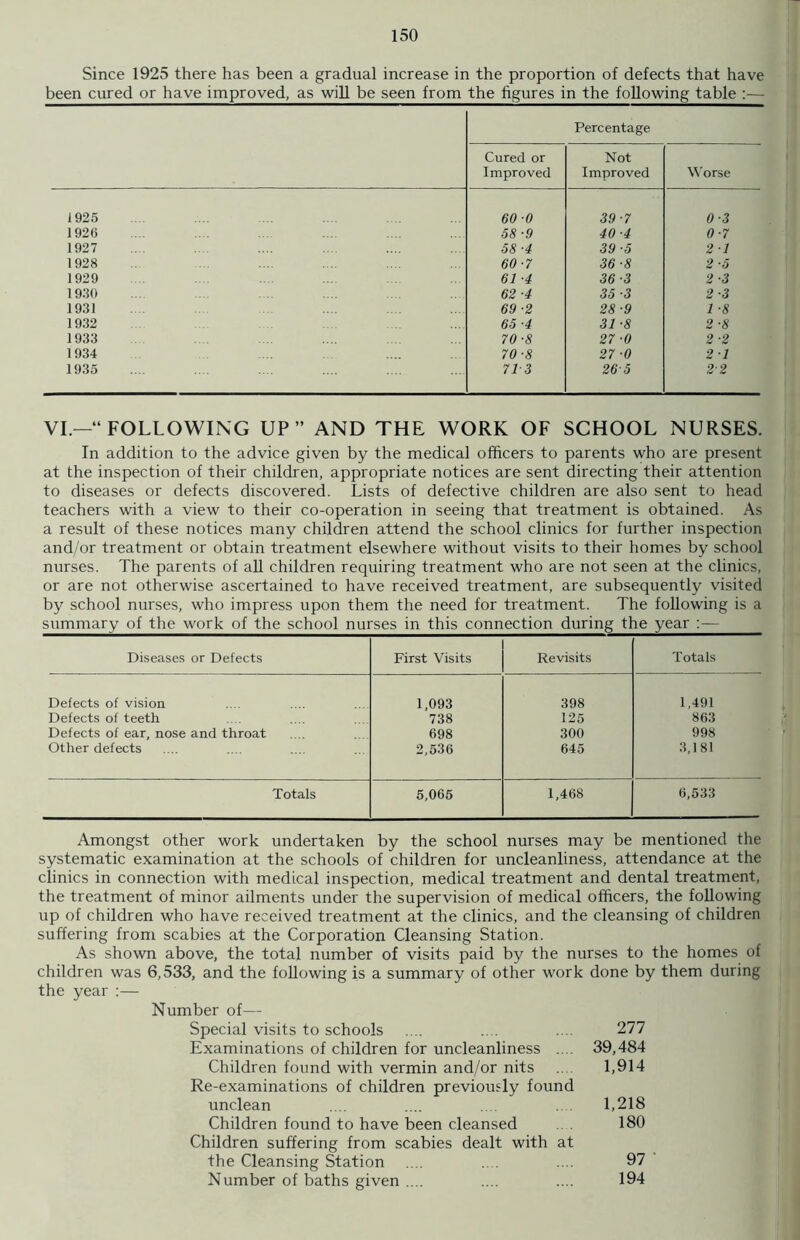 150
Since 1925 there has been a gradual increase in the proportion of defects that have
been cured or have improved, as will be seen from the figures in the following table :—
Percentage
Cured or Improved | Not Improved | Worse
1925 .... .... .... .... .... ... 60·0 39·7 0·3
1926 .... .... .... .... .... ... 58·9 40·4 0·7
1927 .... .... .... .... .... ... 58·4 39·5 2·1
1928 .... .... .... .... .... ... 60·7 36·8 2·5
1929 .... .... .... .... .... ... 61·4 36·3 2·3
1930 .... .... .... .... .... ... 62·4 35·3 2·3
1931 .... .... .... .... .... ... 69·2 28·9 1·8
1932 .... .... .... .... .... ... 65·4 31·8 2·8
1933 .... .... .... .... .... ... 70·8 27·0 2·2
1934 .... .... .... .... .... ... 70·8 27·0 2·1
1935 .... .... .... .... .... ... 71·3 26·5 2·2
VI.—“ FOLLOWING UP ” AND THE WORK OF SCHOOL NURSES.
In addition to the advice given by the medical officers to parents who are present
at the inspection of their children, appropriate notices are sent directing their attention
to diseases or defects discovered. Lists of defective children are also sent to head
teachers with a view to their co-operation in seeing that treatment is obtained. As
a result of these notices many children attend the school clinics for further inspection
and/or treatment or obtain treatment elsewhere without visits to their homes by school
nurses. The parents of all children requiring treatment who are not seen at the clinics,
or are not otherwise ascertained to have received treatment, are subsequently visited
by school nurses, who impress upon them the need for treatment. The following is a
summary of the work of the school nurses in this connection during the year :—
Diseases or Defects | First Visits | Revisits | Totals
Defects of vision .... .... .... 1,093 398 1,491
Defects of teeth .... .... .... 738 125 863
Defects of ear, nose and throat .... .... 698 300 998
Other defects .... .... .... ... 2,536 645 3,181
Totals 5,065 1,468 6,533
Amongst other work undertaken by the school nurses may be mentioned the
systematic examination at the schools of children for uncleanliness, attendance at the
clinics in connection with medical inspection, medical treatment and dental treatment,
the treatment of minor ailments under the supervision of medical officers, the following
up of children who have received treatment at the clinics, and the cleansing of children
suffering from scabies at the Corporation Cleansing Station.
As shown above, the total number of visits paid by the nurses to the homes of
children was 6,533, and the following is a summary of other work done by them during
the year :—
Number of—
Special visits to schools .... .... .... 277
Examinations of children for uncleanliness .... 39,484
Children found with vermin and/or nits .... 1,914
Re-examinations of children previously found
unclean .... .... .... .... 1,218
Children found to have been cleansed .... 180
Children suffering from scabies dealt with at
the Cleansing Station .... .... .... 97
Number of baths given .... .... .... 194